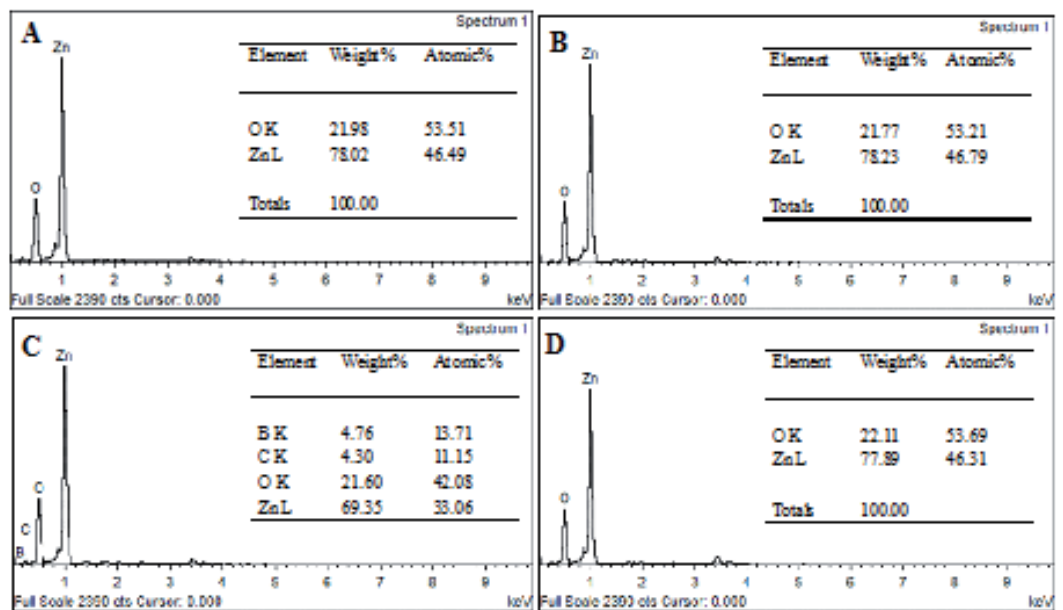 A
Spectrum 1
Zn
O
Element Weight% Atomic%
O K 21.98 53.51
Zn L 78.02 46.49
Totals 100.00
1 2 3 4 5 6 7 8 9
Full Scale 2390 cts Cursor: 0.000 keV
B
Spectrum 1
Zn
O
Element Weight% Atomic%
O K 21.77 53.21
Zn L 78.23 46.79
Totals 100.00
1 2 3 4 5 6 7 8 9
Full Scale 2390 cts Cursor: 0.000 keV
C
Spectrum 1
Zn
O
C
B
Element Weight% Atomic%
B K 4.76 13.71
C K 4.30 11.15
O K 21.60 42.08
Zn L 69.35 33.06
1 2 3 4 5 6 7 8 9
Full Scale 2390 cts Cursor: 0.000 keV
D
Spectrum 1
Zn
O
Element Weight% Atomic%
O K 22.11 53.69
Zn L 77.89 46.31
Totals 100.00
1 2 3 4 5 6 7 8 9
Full Scale 2390 cts Cursor: 0.000 keV